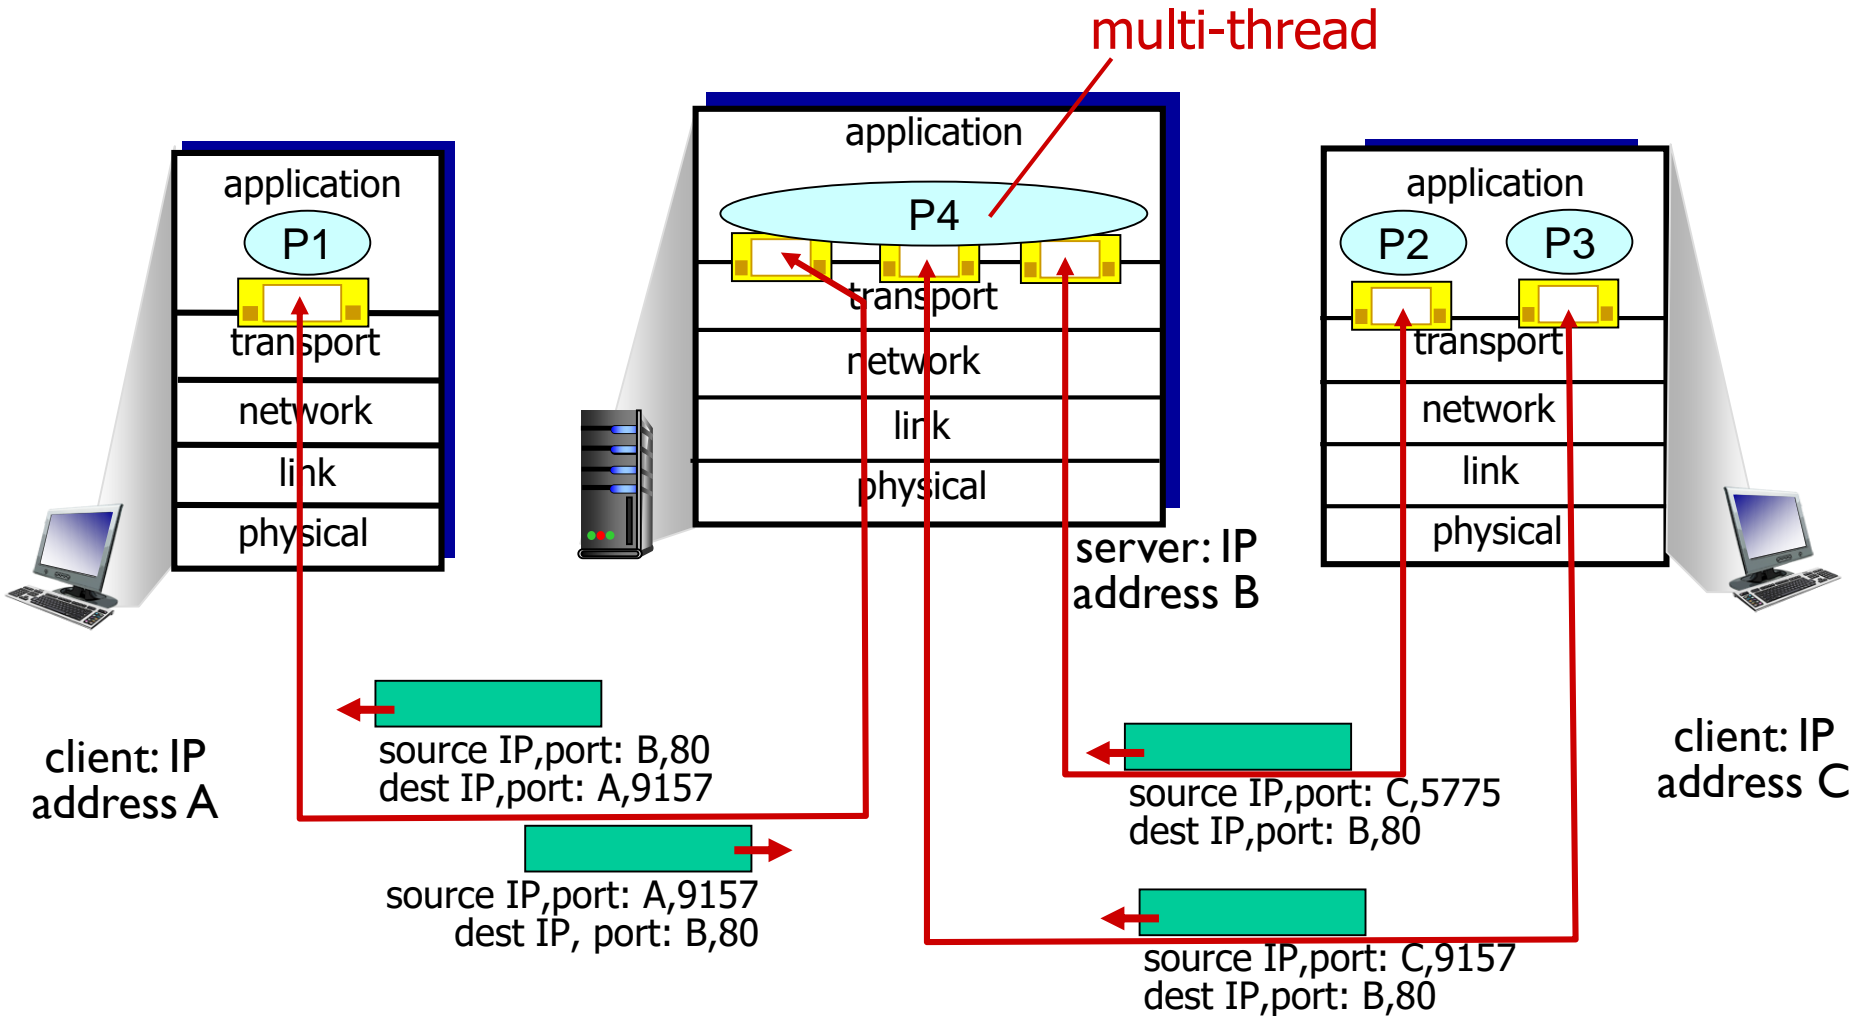 multi-thread
application
P1
transport
network
link
physical
application
P4
transport
network
link
physical
application
P2
P3
transport
network
link
physical
server: IP
address B
client: IP
address A
source IP,port: B,80
dest IP,port: A,9157
source IP,port: A,9157
dest IP, port: B,80
source IP,port: C,5775
dest IP,port: B,80
source IP,port: C,9157
dest IP,port: B,80
client: IP
address C